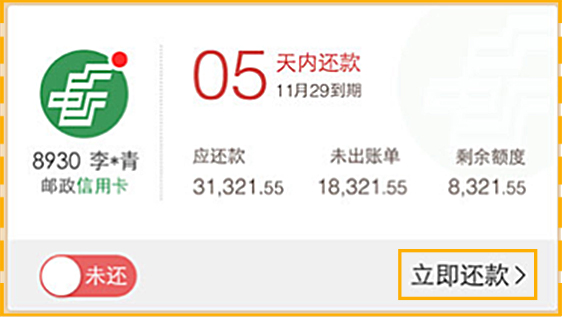 05 天内还款
11月29到期
8930 李*青
邮政信用卡
应还款 未出账单 剩余额度
31,321.55 18,321.55 8,321.55
未还 立即还款>